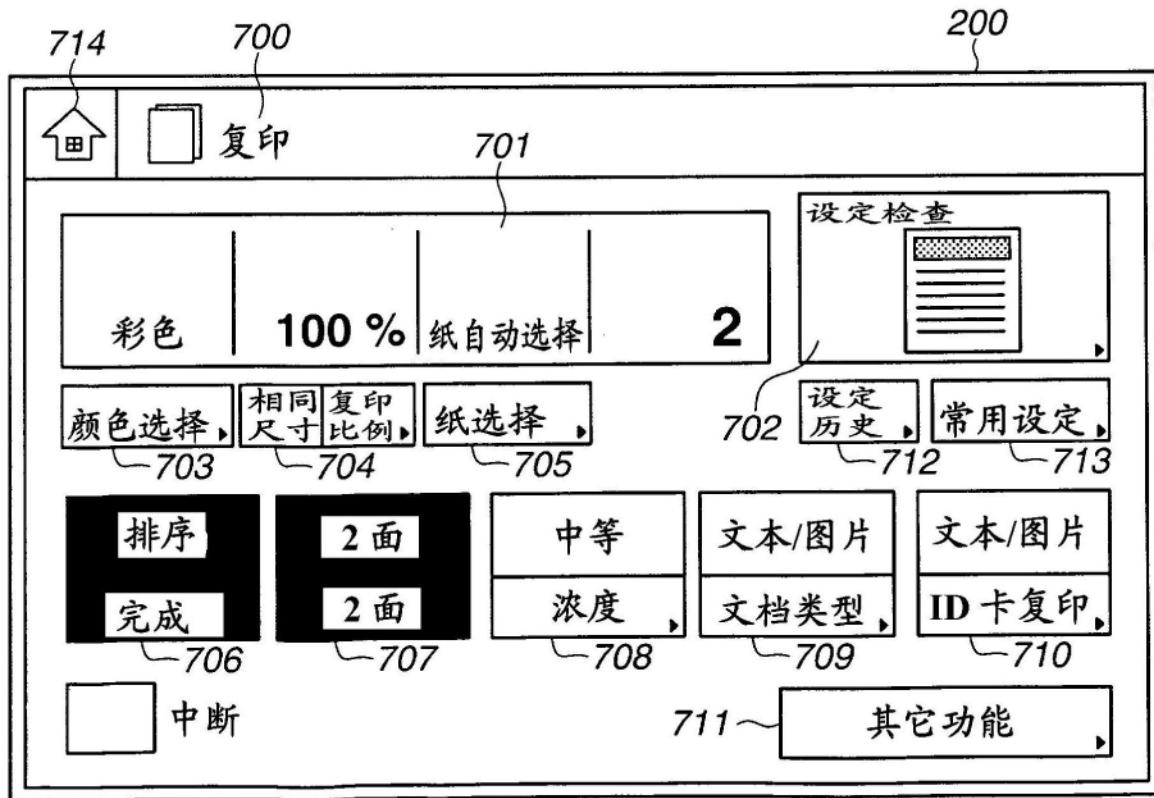 714 700 200
复印
701
设定检查
彩色 100 % 纸自动选择 2
颜色选择 相同尺寸 复印比例 纸选择 702 设定历史 常用设定
703 704 705 712 713
排序 2 面 中等 文本/图片 文本/图片
完成 2 面 浓度 文档类型 ID 卡复印
706 707 708 709 710
中断 711 其它功能